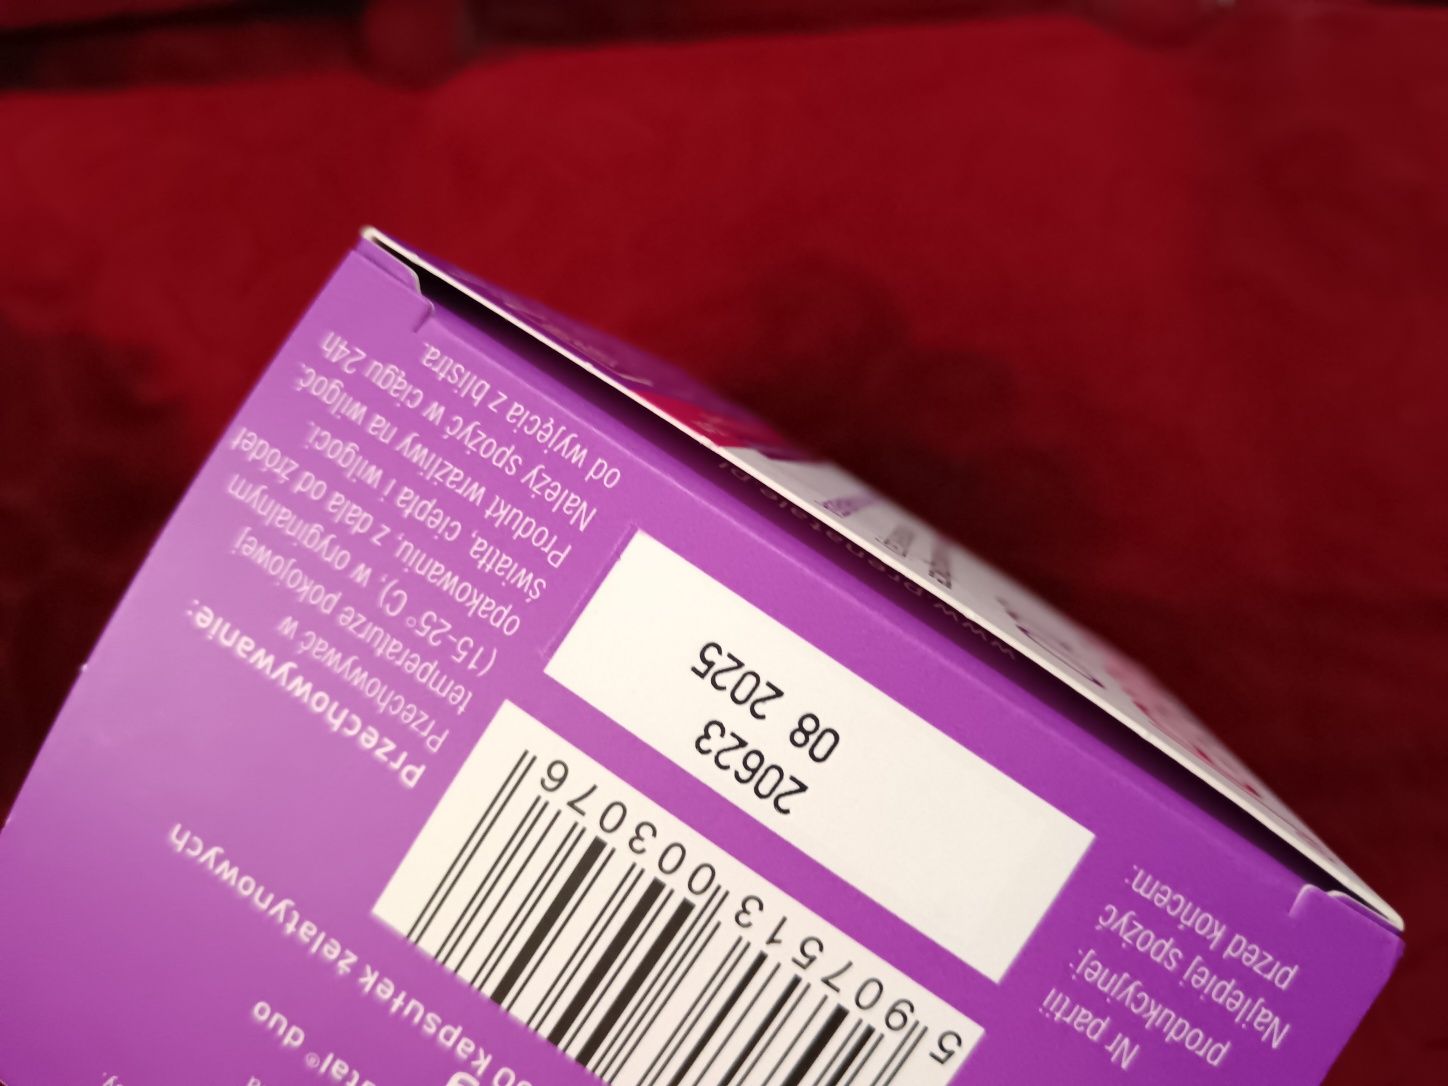 tal® duo
kapsułek żelatynowych
Przechowywanie:
Przechowywać w
temperaturze pokojowej
(15-25° C), w oryginalnym
opakowaniu, z dala od źródeł
światła, ciepła i wilgoci.
Produkt wrażliwy na wilgoć.
Należy spożyć w ciągu 24h
od wyjęcia z blistra.
5 907513 003076
Nr partii
produkcyjnej:
Najlepiej spożyć
przed końcem:
20623
08 2025